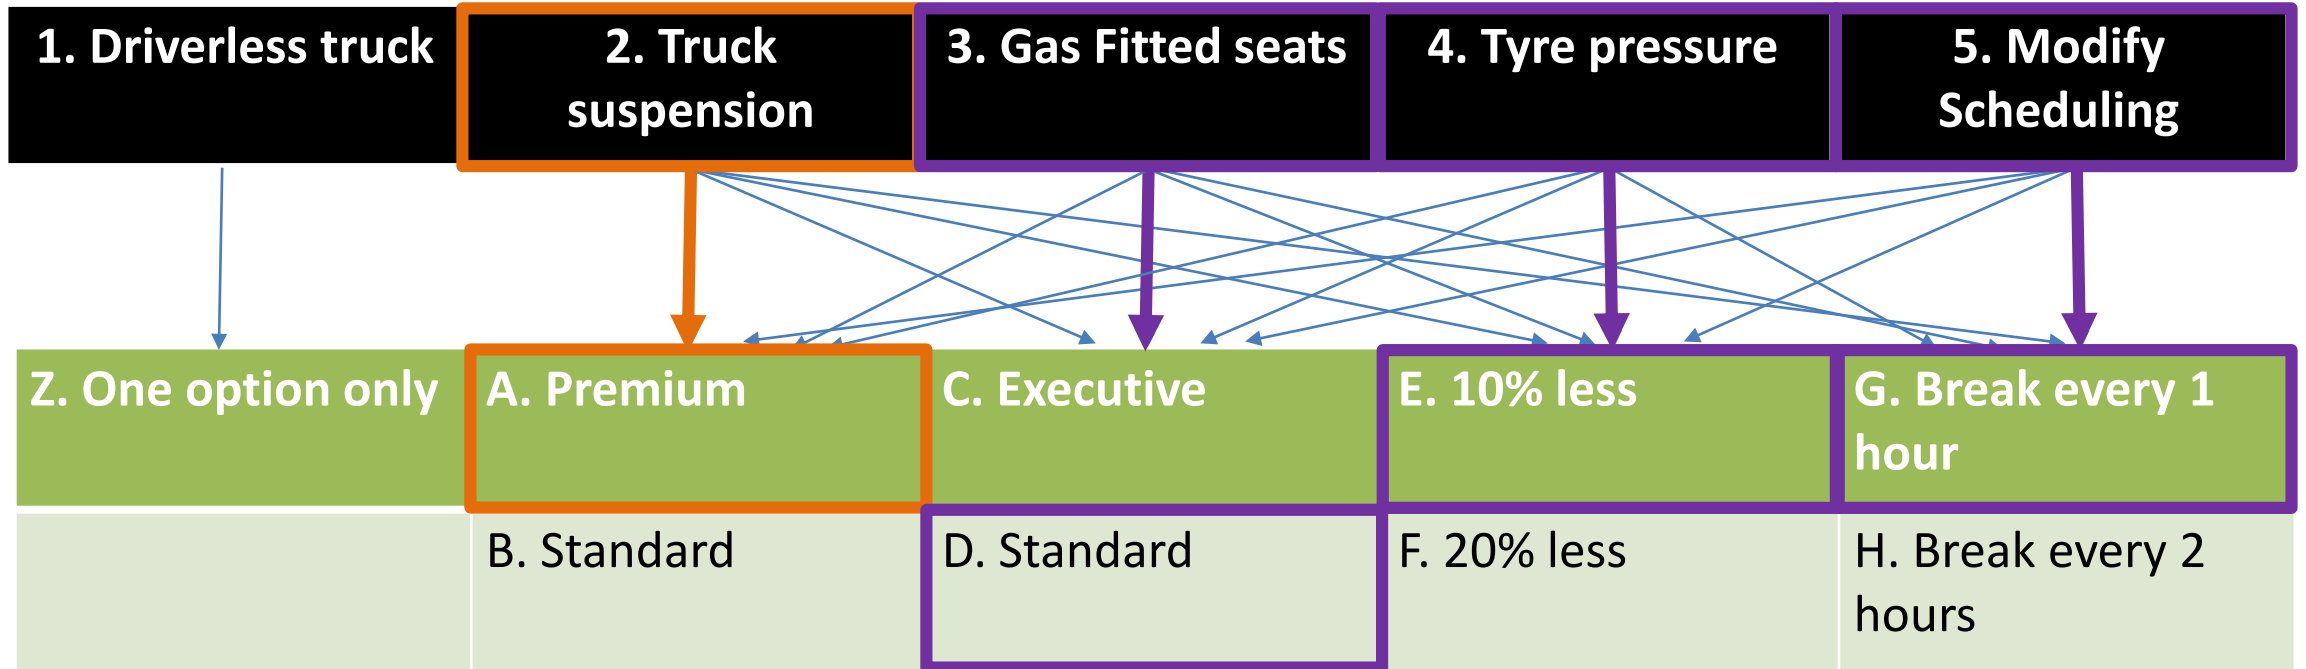 1. Driverless truck
2. Truck
suspension
3. Gas Fitted seats
4. Tyre pressure
5. Modify
Scheduling
Z. One option only
A. Premium
C. Executive
E. 10% less
G. Break every 1
hour
B. Standard
D. Standard
F. 20% less
H. Break every 2
hours